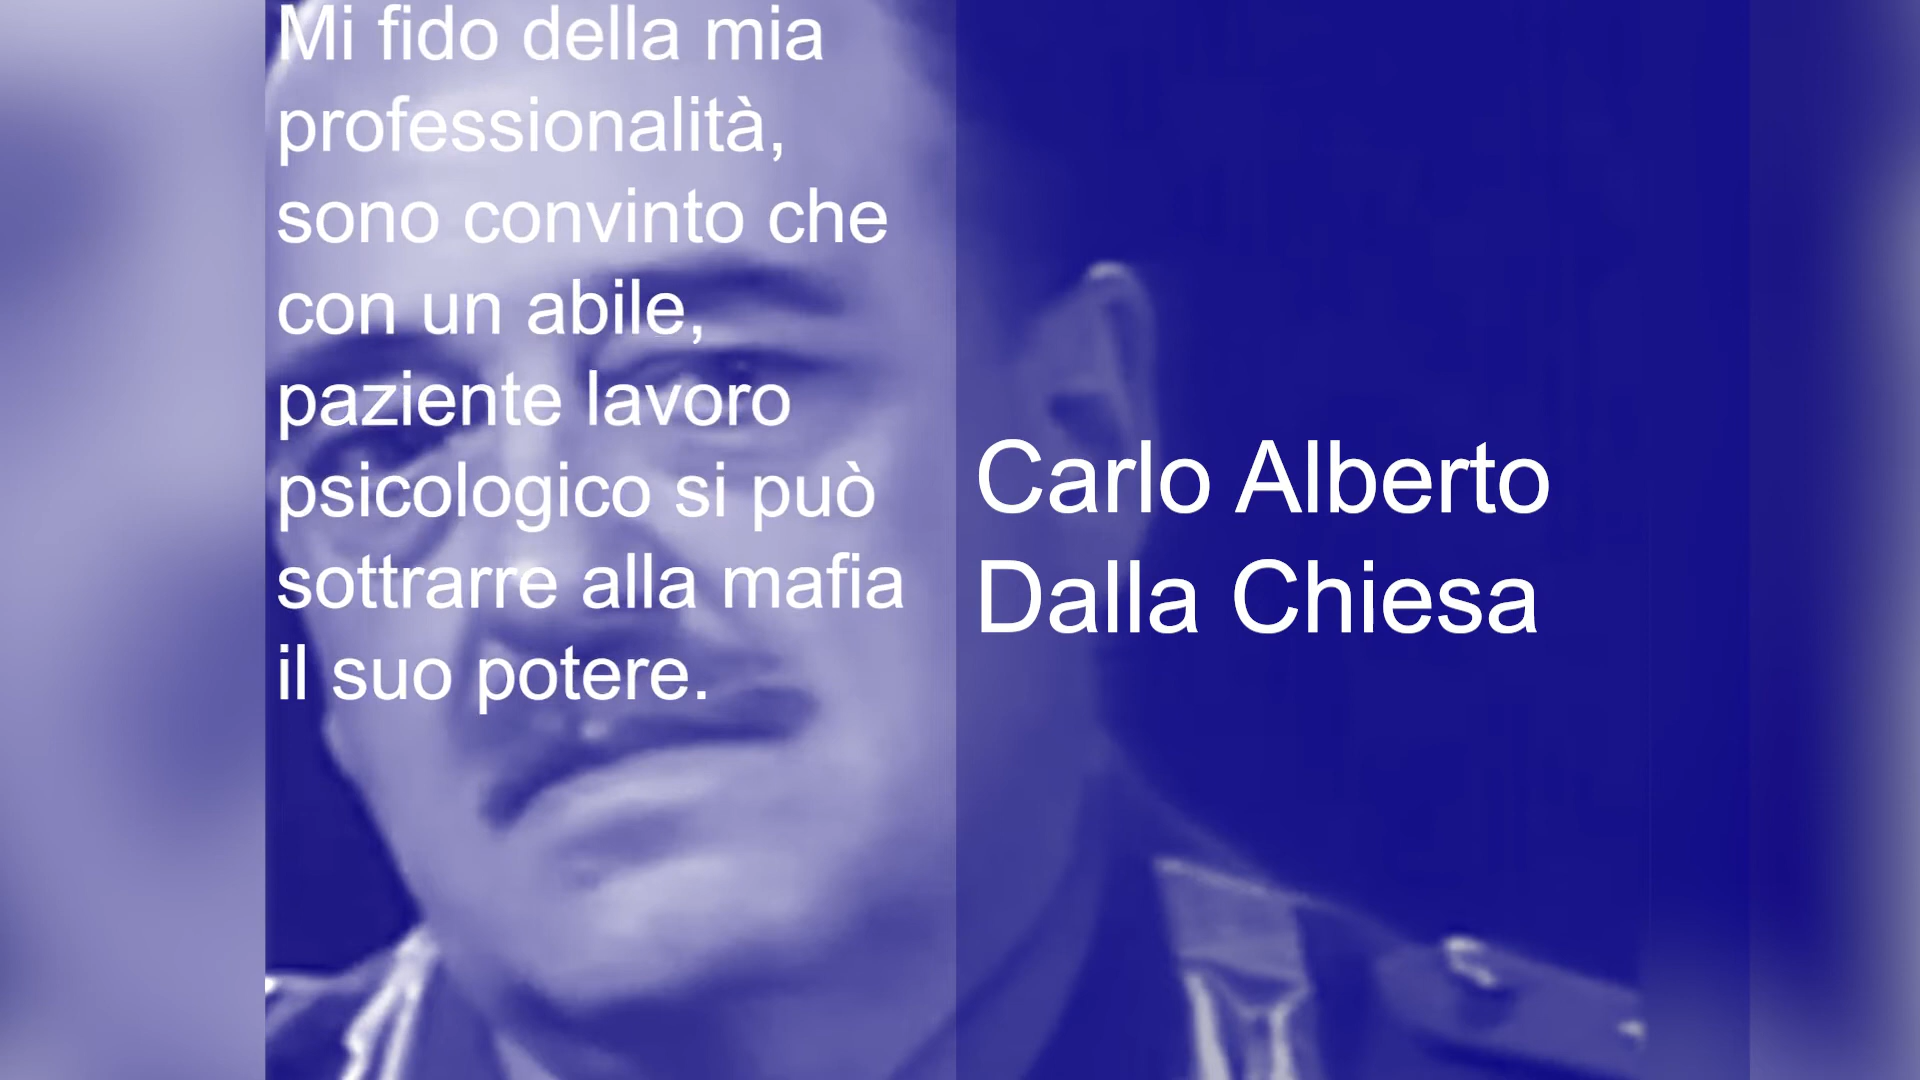 Mi fido della mia
professionalità,
sono convinto che
con un abile,
paziente lavoro
psicologico si può
sottrarre alla mafia
il suo potere.
Carlo Alberto
Dalla Chiesa